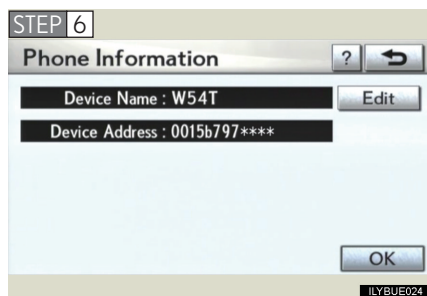 STEP 6
Phone Information ?
Device Name : W54T Edit
Device Address : 0015b797****
OK
ILYBUE024